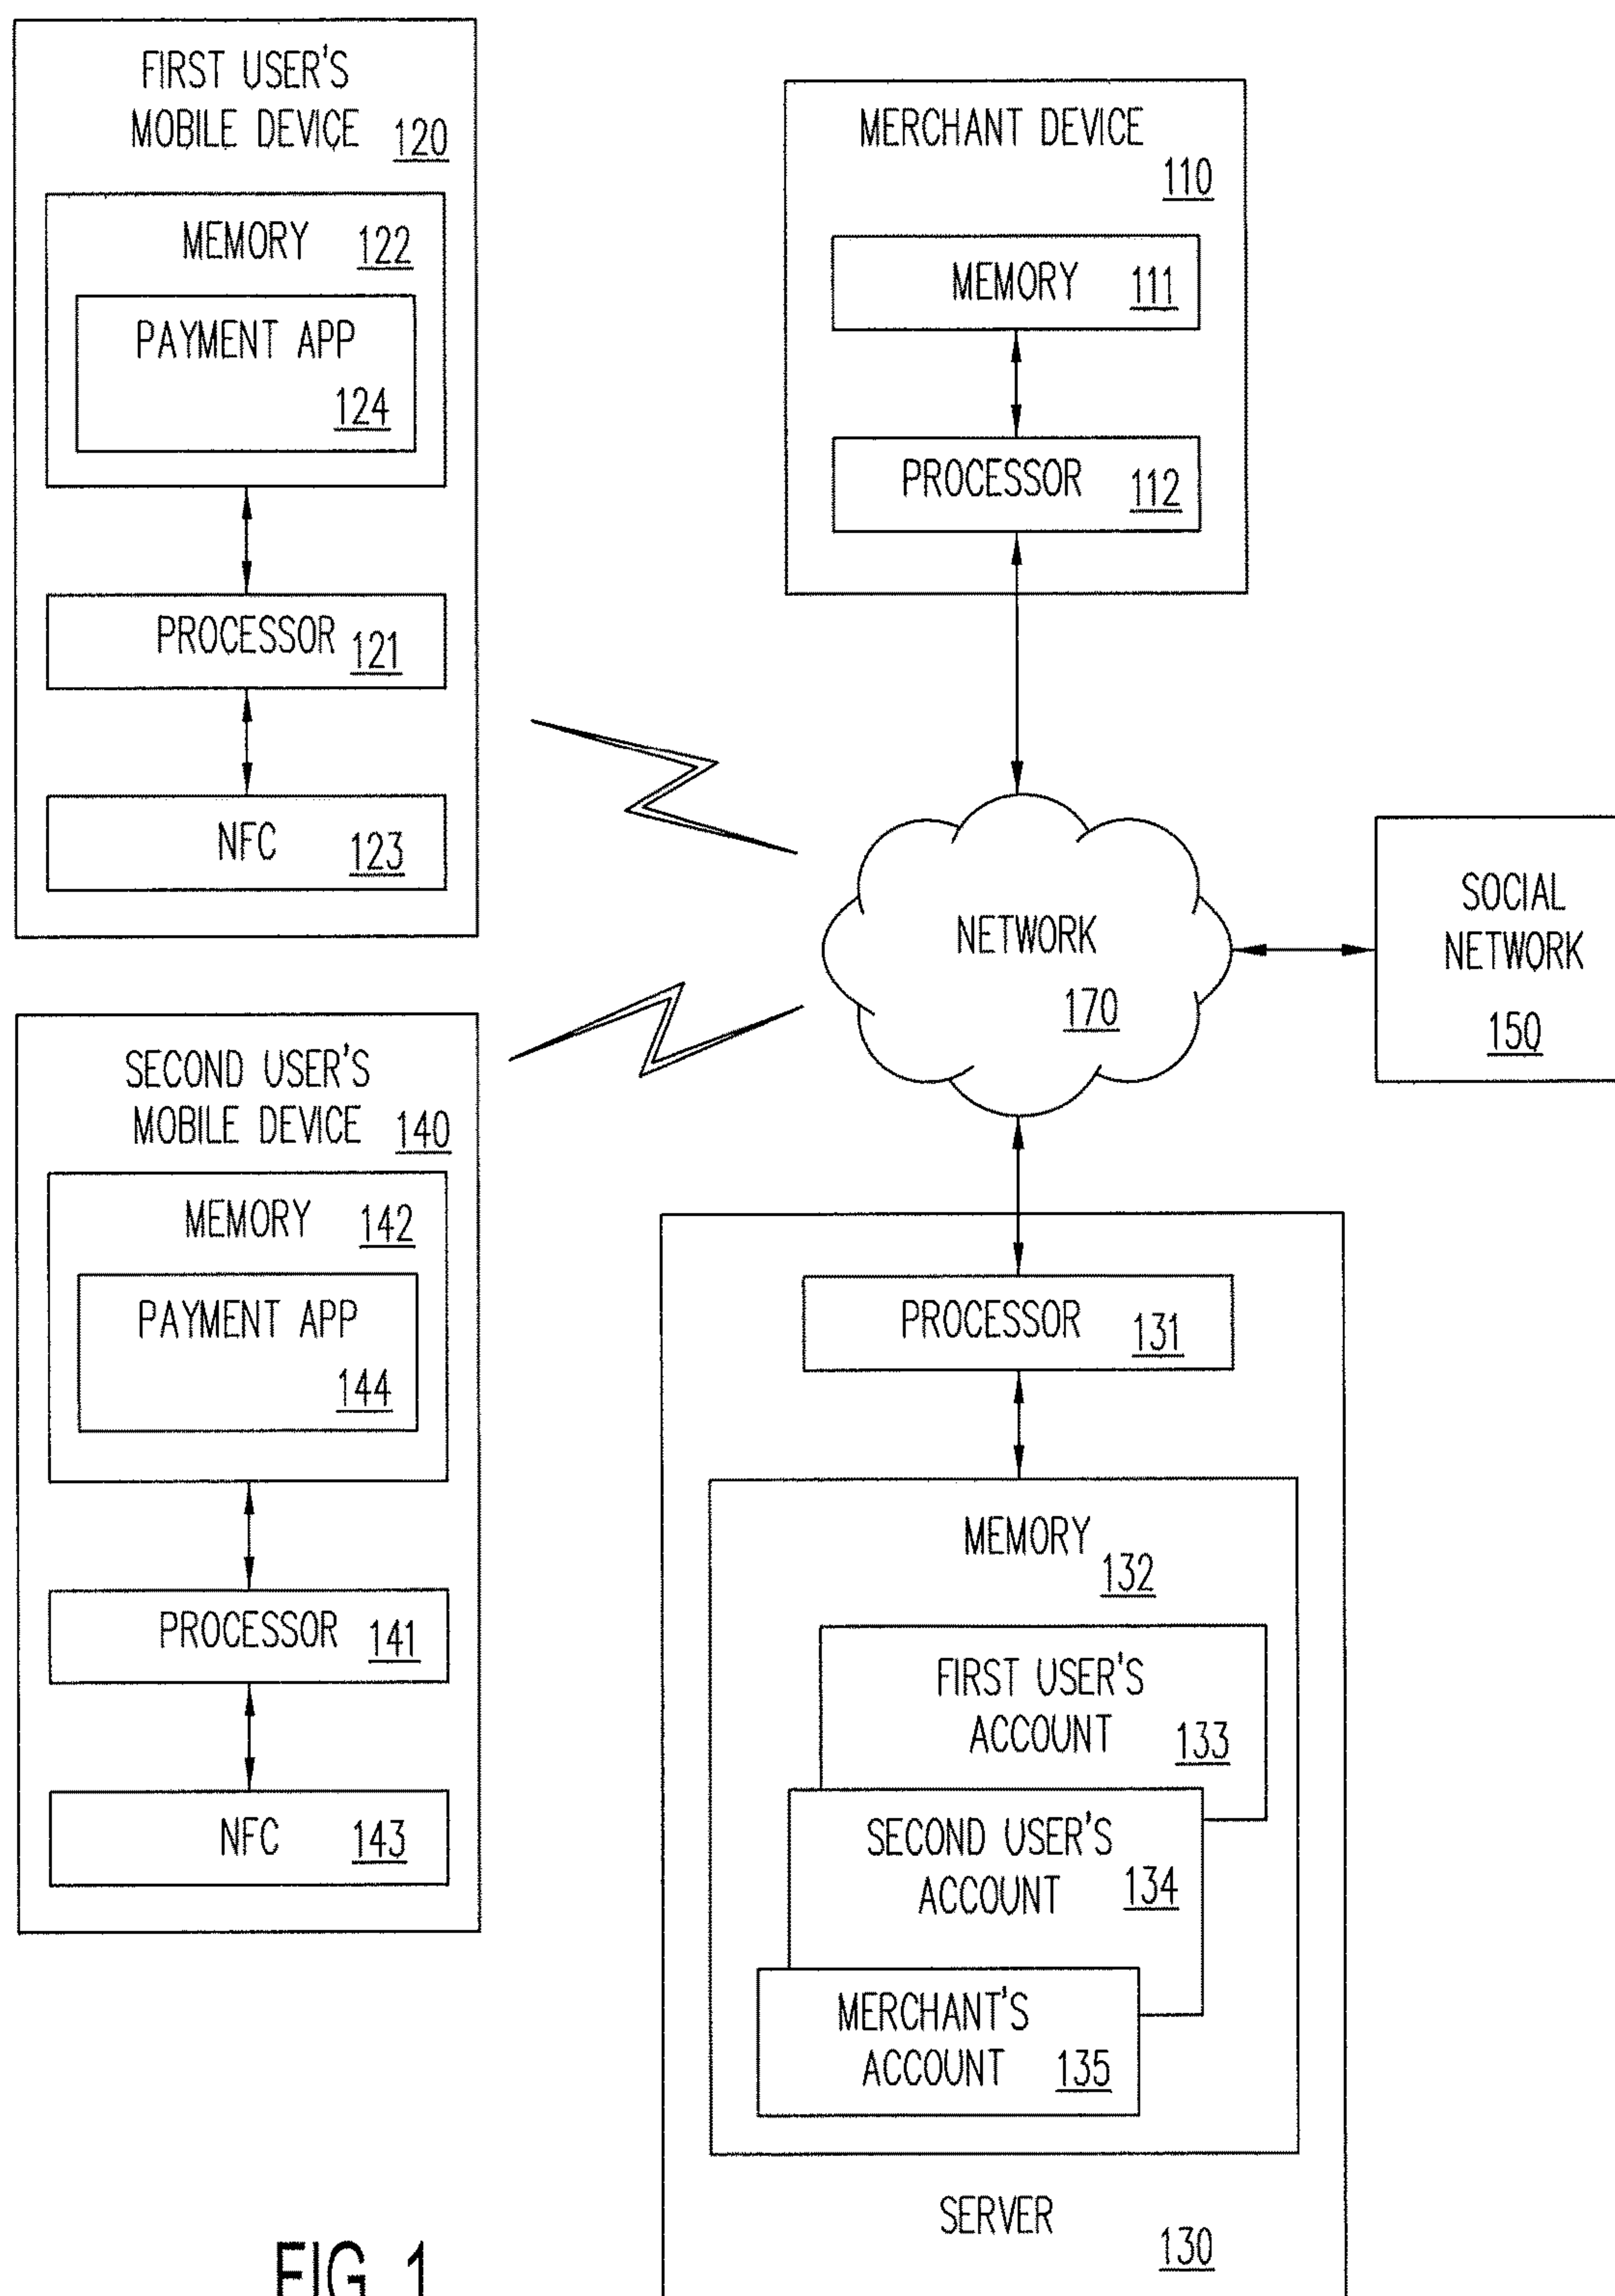 FIRST USER'S
MOBILE DEVICE 120
MEMORY 122
PAYMENT APP
124
PROCESSOR 121
NFC 123
MERCHANT DEVICE
110
MEMORY 111
PROCESSOR 112
NETWORK
170
SOCIAL
NETWORK
150
SECOND USER'S
MOBILE DEVICE 140
MEMORY 142
PAYMENT APP
144
PROCESSOR 141
NFC 143
PROCESSOR 131
MEMORY
132
FIRST USER'S
ACCOUNT 133
SECOND USER'S
ACCOUNT 134
MERCHANT'S
ACCOUNT 135
SERVER
130
FIG. 1